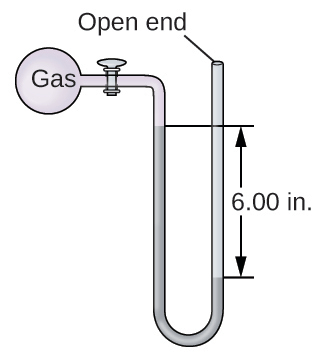 Open end
Gas
6.00 in.